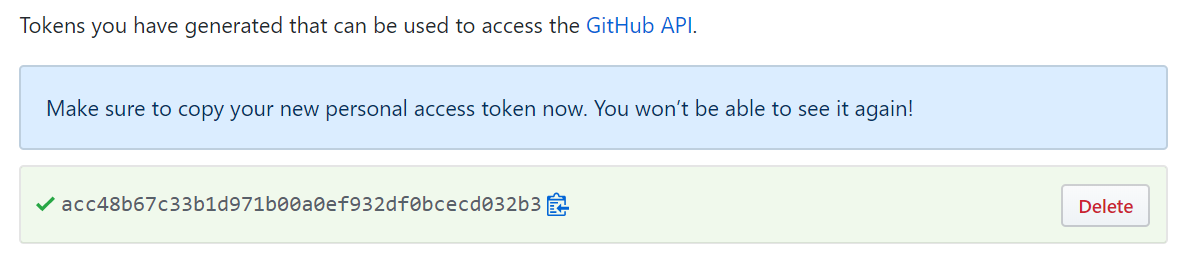 Tokens you have generated that can be used to access the GitHub API.
Make sure to copy your new personal access token now. You won’t be able to see it again!
acc48b67c33b1d971b00a0ef932df0bcecd032b3
Delete